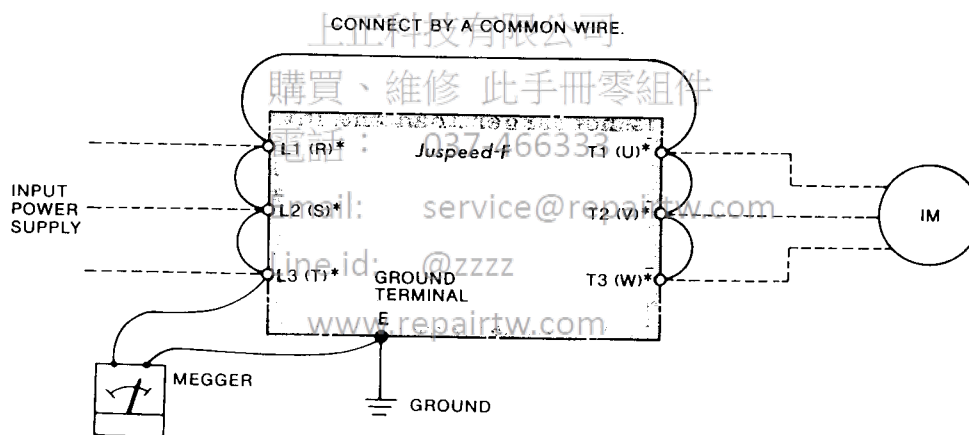 CONNECT BY A COMMON WIRE.
上正科技有限公司
購買、維修 此手冊零組件
電話： 037-466333
Juspeed-F
L1 (R)*
T1 (U)*
INPUT
POWER
SUPPLY
L2 (S)*
T2 (V)*
Email: service@repairtw.com
IM
Line id: @zzzz
L3 (T)*
T3 (W)*
GROUND
TERMINAL
E
www.repairtw.com
MEGGER
GROUND